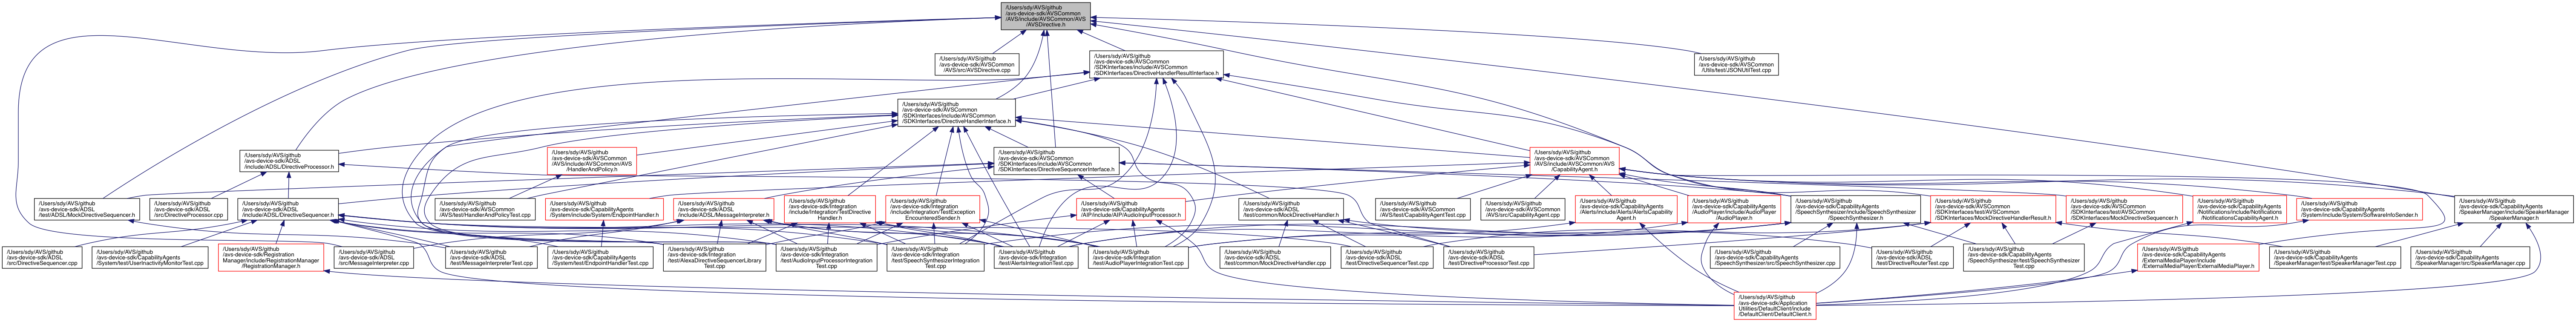 /Users/sdy/AVS/github
/avs-device-sdk/AVSCommon
/AVS/include/AVSCommon/AVS
/AVSDirective.h
/Users/sdy/AVS/github
/avs-device-sdk/AVSCommon
/AVS/src/AVSDirective.cpp
/Users/sdy/AVS/github
/avs-device-sdk/AVSCommon
/SDKInterfaces/include/AVSCommon
/SDKInterfaces/DirectiveHandlerResultInterface.h
/Users/sdy/AVS/github
/avs-device-sdk/AVSCommon
/Utils/test/JSONUtilTest.cpp
/Users/sdy/AVS/github
/avs-device-sdk/AVSCommon
/SDKInterfaces/include/AVSCommon
/SDKInterfaces/DirectiveHandlerInterface.h
/Users/sdy/AVS/github
/avs-device-sdk/ADSL
/include/ADSL/DirectiveProcessor.h
/Users/sdy/AVS/github
/avs-device-sdk/AVSCommon
/AVS/include/AVSCommon/AVS
/HandlerAndPolicy.h
/Users/sdy/AVS/github
/avs-device-sdk/AVSCommon
/SDKInterfaces/include/AVSCommon
/SDKInterfaces/DirectiveSequencerInterface.h
/Users/sdy/AVS/github
/avs-device-sdk/AVSCommon
/AVS/include/AVSCommon/AVS
/CapabilityAgent.h
/Users/sdy/AVS/github
/avs-device-sdk/ADSL
/test/ADSL/MockDirectiveSequencer.h
/Users/sdy/AVS/github
/avs-device-sdk/ADSL
/src/DirectiveProcessor.cpp
/Users/sdy/AVS/github
/avs-device-sdk/ADSL
/include/ADSL/DirectiveSequencer.h
/Users/sdy/AVS/github
/avs-device-sdk/AVSCommon
/AVS/test/HandlerAndPolicyTest.cpp
/Users/sdy/AVS/github
/avs-device-sdk/CapabilityAgents
/System/include/System/EndpointHandler.h
/Users/sdy/AVS/github
/avs-device-sdk/ADSL
/include/ADSL/MessageInterpreter.h
/Users/sdy/AVS/github
/avs-device-sdk/Integration
/include/Integration/TestDirective
Handler.h
/Users/sdy/AVS/github
/avs-device-sdk/Integration
/include/Integration/TestException
EncounteredSender.h
/Users/sdy/AVS/github
/avs-device-sdk/CapabilityAgents
/AIP/include/AIP/AudioInputProcessor.h
/Users/sdy/AVS/github
/avs-device-sdk/ADSL
/test/common/MockDirectiveHandler.h
/Users/sdy/AVS/github
/avs-device-sdk/AVSCommon
/AVS/test/CapabilityAgentTest.cpp
/Users/sdy/AVS/github
/avs-device-sdk/AVSCommon
/AVS/src/CapabilityAgent.cpp
/Users/sdy/AVS/github
/avs-device-sdk/CapabilityAgents
/Alerts/include/Alerts/AlertsCapability
Agent.h
/Users/sdy/AVS/github
/avs-device-sdk/CapabilityAgents
/AudioPlayer/include/AudioPlayer
/AudioPlayer.h
/Users/sdy/AVS/github
/avs-device-sdk/CapabilityAgents
/SpeechSynthesizer/include/SpeechSynthesizer
/SpeechSynthesizer.h
/Users/sdy/AVS/github
/avs-device-sdk/AVSCommon
/SDKInterfaces/test/AVSCommon
/SDKInterfaces/MockDirectiveHandlerResult.h
/Users/sdy/AVS/github
/avs-device-sdk/AVSCommon
/SDKInterfaces/test/AVSCommon
/SDKInterfaces/MockDirectiveSequencer.h
/Users/sdy/AVS/github
/avs-device-sdk/CapabilityAgents
/Notifications/include/Notifications
/NotificationsCapabilityAgent.h
/Users/sdy/AVS/github
/avs-device-sdk/CapabilityAgents
/System/include/System/SoftwareInfoSender.h
/Users/sdy/AVS/github
/avs-device-sdk/CapabilityAgents
/SpeakerManager/include/SpeakerManager
/SpeakerManager.h
/Users/sdy/AVS/github
/avs-device-sdk/ADSL
/src/DirectiveSequencer.cpp
/Users/sdy/AVS/github
/avs-device-sdk/CapabilityAgents
/System/test/UserInactivityMonitorTest.cpp
/Users/sdy/AVS/github
/avs-device-sdk/Registration
Manager/include/RegistrationManager
/RegistrationManager.h
/Users/sdy/AVS/github
/avs-device-sdk/ADSL
/src/MessageInterpreter.cpp
/Users/sdy/AVS/github
/avs-device-sdk/ADSL
/test/MessageInterpreterTest.cpp
/Users/sdy/AVS/github
/avs-device-sdk/CapabilityAgents
/System/test/EndpointHandlerTest.cpp
/Users/sdy/AVS/github
/avs-device-sdk/Integration
/test/AlexaDirectiveSequencerLibrary
Test.cpp
/Users/sdy/AVS/github
/avs-device-sdk/Integration
/test/AudioInputProcessorIntegration
Test.cpp
/Users/sdy/AVS/github
/avs-device-sdk/Integration
/test/SpeechSynthesizerIntegration
Test.cpp
/Users/sdy/AVS/github
/avs-device-sdk/Integration
/test/AlertsIntegrationTest.cpp
/Users/sdy/AVS/github
/avs-device-sdk/Integration
/test/AudioPlayerIntegrationTest.cpp
/Users/sdy/AVS/github
/avs-device-sdk/ADSL
/test/common/MockDirectiveHandler.cpp
/Users/sdy/AVS/github
/avs-device-sdk/ADSL
/test/DirectiveSequencerTest.cpp
/Users/sdy/AVS/github
/avs-device-sdk/ADSL
/test/DirectiveProcessorTest.cpp
/Users/sdy/AVS/github
/avs-device-sdk/CapabilityAgents
/SpeechSynthesizer/src/SpeechSynthesizer.cpp
/Users/sdy/AVS/github
/avs-device-sdk/ADSL
/test/DirectiveRouterTest.cpp
/Users/sdy/AVS/github
/avs-device-sdk/CapabilityAgents
/SpeechSynthesizer/test/SpeechSynthesizer
Test.cpp
/Users/sdy/AVS/github
/avs-device-sdk/CapabilityAgents
/ExternalMediaPlayer/include
/ExternalMediaPlayer/ExternalMediaPlayer.h
/Users/sdy/AVS/github
/avs-device-sdk/CapabilityAgents
/SpeakerManager/test/SpeakerManagerTest.cpp
/Users/sdy/AVS/github
/avs-device-sdk/CapabilityAgents
/SpeakerManager/src/SpeakerManager.cpp
/Users/sdy/AVS/github
/avs-device-sdk/Application
Utilities/DefaultClient/include
/DefaultClient/DefaultClient.h